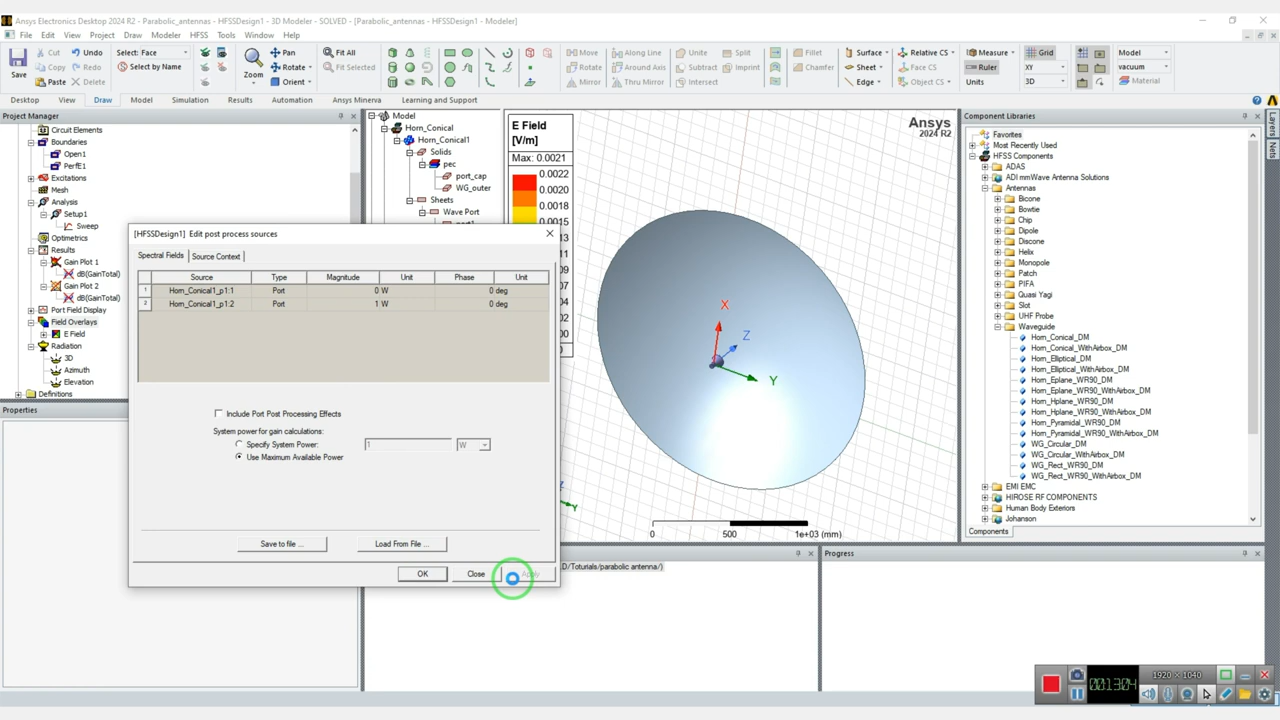 Ansys Electronics Desktop 2024 R2 - Parabolic_antennas - HFSSDesign1 - 3D Modeler - SOLVED - [Parabolic_antennas - HFSSDesign1 - Modeler]
File Edit View Project Draw Modeler HFSS Tools Window Help
Save
Cut Undo
Copy Redo
Paste Delete
Select: Face
Select by Name
Zoom
Pan
Rotate
Orient
Fit All
Fit Selected
Move Along Line
Rotate Around Axis
Mirror Thru Mirror
Unite Split
Subtract Imprint
Intersect
Fillet
Chamfer
Surface
Sheet
Edge
Relative CS
Face CS
Object CS
Measure
Ruler
Units
Grid
XY
3D
Model
vacuum
Material
Desktop View Draw Model Simulation Results Automation Ansys Minerva Learning and Support
Project Manager
Circuit Elements
Boundaries
Open1
PerfE1
Excitations
Mesh
Analysis
Setup1
Sweep
Optimetrics
Results
Gain Plot 1
dB(GainTotal)
Gain Plot 2
dB(GainTotal)
Port Field Display
Field Overlays
E Field
Radiation
3D
Azimuth
Elevation
Definitions
Properties
Model
Horn_Conical
Horn_Conical1
Solids
pec
port_cap
WG_outer
Sheets
Wave Port
E Field
[V/m]
Max: 0.0021
0.0022
0.0020
0.0018
0.0015
Ansys
2024 R2
X
Z
Y
Y
0 500 1e+03 (mm)
[HFSSDesign1] Edit post process sources
Spectral Fields Source Context
Source Type Magnitude Unit Phase Unit
1 Horn_Conical1_p1:1 Port 0 W 0 deg
2 Horn_Conical1_p1:2 Port 1 W 0 deg
Include Port Post Processing Effects
System power for gain calculations:
Specify System Power: 1 W
Use Maximum Available Power
Save to file ... Load From File ...
OK Close Apply
D/Toturials/parabolic antenna/)
Progress
Component Libraries
Favorites
Most Recently Used
HFSS Components
ADAS
ADI mmWave Antenna Solutions
Antennas
Bicone
Bowtie
Chip
Dipole
Discone
Helix
Monopole
Patch
PIFA
Quasi Yagi
Slot
UHF Probe
Waveguide
Horn_Conical_DM
Horn_Conical_WithAirbox_DM
Horn_Elliptical_DM
Horn_Elliptical_WithAirbox_DM
Horn_Eplane_WR90_DM
Horn_Eplane_WR90_WithAirbox_DM
Horn_Hplane_WR90_DM
Horn_Hplane_WR90_WithAirbox_DM
Horn_Pyramidal_WR90_DM
Horn_Pyramidal_WR90_WithAirbox_DM
WG_Circular_DM
WG_Circular_WithAirbox_DM
WG_Rect_WR90_DM
WG_Rect_WR90_WithAirbox_DM
EMI EMC
HIROSE RF COMPONENTS
Human Body Exteriors
Johanson
Components
Layers
Nets
00:13:04
1920 × 1040